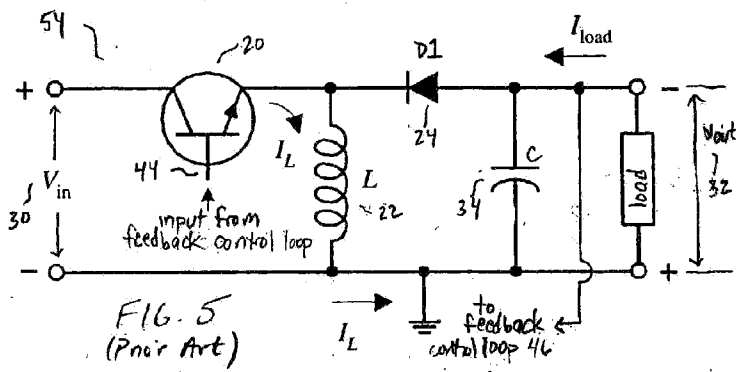 54
20
D1
I_load
+
-
V_in
30
44
I_L
L
22
24
C
34
load
Vout
32
input from
feedback control loop
-
+
I_L
to
feedback
control loop 46
FIG. 5
(Prior Art)